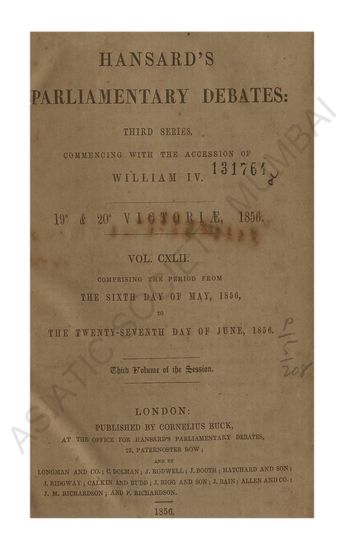 HANSARD'S
PARLIAMENTARY DEBATES:
THIRD SERIES,
COMMENCING WITH THE ACCESSION OF
WILLIAM IV.
131761
19° & 20° VICTORIÆ, 1856.
VOL. CXLII.
COMPRISING THE PERIOD FROM
THE SIXTH DAY OF MAY, 1856,
TO
THE TWENTY-SEVENTH DAY OF JUNE, 1856.
Third Volume of the Session.
LONDON:
PUBLISHED BY CORNELIUS BUCK,
AT THE OFFICE FOR HANSARD'S PARLIAMENTARY DEBATES,
23, PATERNOSTER ROW;
AND BY
LONGMAN AND CO.; C. DOLMAN; J. RODWELL; J. BOOTH; HATCHARD AND SON;
J. RIDGWAY; CALKIN AND BUDD; J. BIGG AND SON; J. BAIN; ALLEN AND CO.;
J. M. RICHARDSON; AND P. RICHARDSON.
1856.
ASIATIC SOCIETY MUMBAI